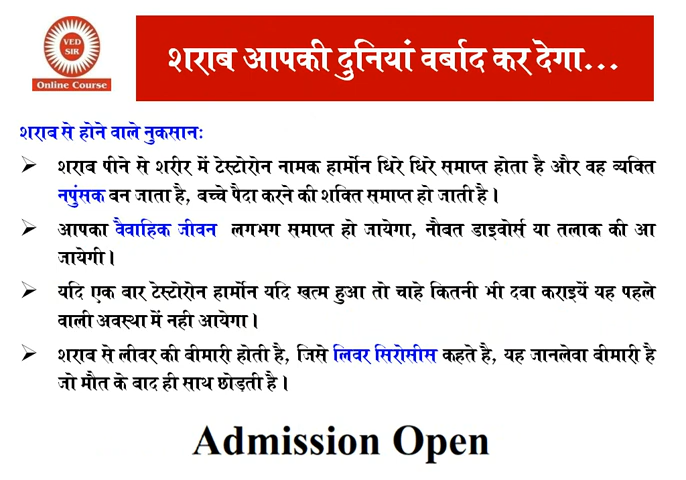 VED
SIR
Online Course
शराब आपकी दुनियां वर्बाद कर देगा...
शराब से होने वाले नुकसानः
शराब पीने से शरीर में टेस्टोरोन नामक हार्मोन धिरे धिरे समाप्त होता है और वह व्यक्ति
नपुंसक बन जाता है, बच्चे पैदा करने की शक्ति समाप्त हो जाती है।
आपका वैवाहिक जीवन लगभग समाप्त हो जायेगा, नौबत डाइवोर्स या तलाक की आ
जायेगी।
यदि एक बार टेस्टोरोन हार्मोन यदि खत्म हुआ तो चाहे कितनी भी दवा कराइयें यह पहले
वाली अवस्था में नही आयेगा।
शराब से लीवर की बीमारी होती है, जिसे लिवर सिरोसीस कहते है, यह जानलेवा बीमारी है
जो मौत के बाद ही साथ छोड़ती है।
Admission Open